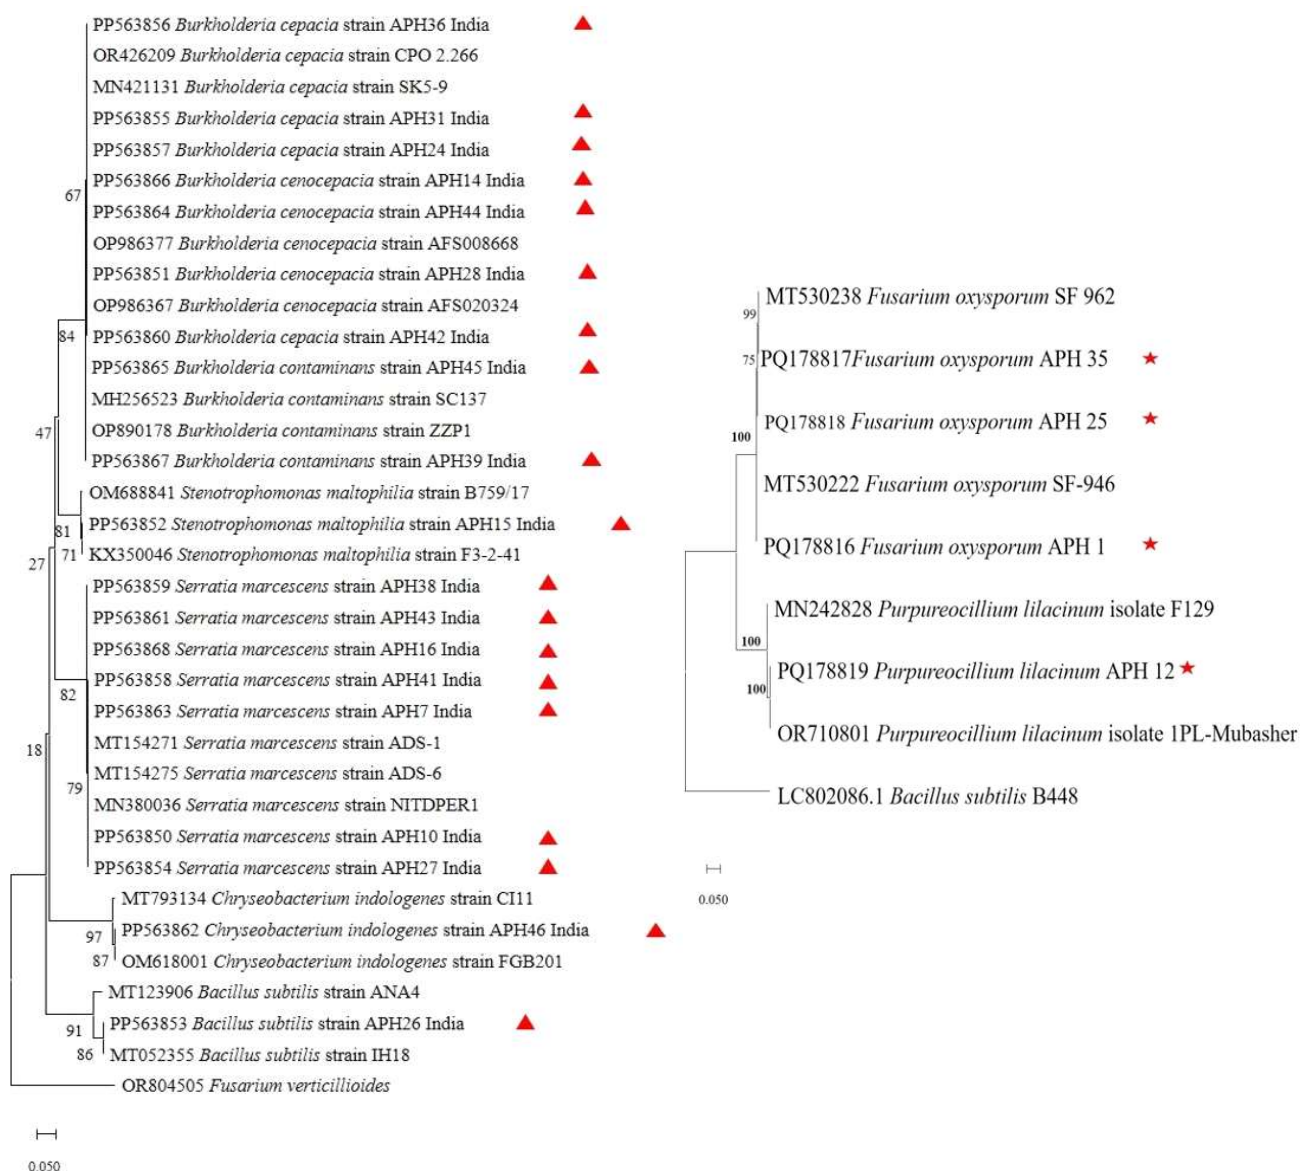 PP563856 Burkholderia cepacia strain APH36 India
OR426209 Burkholderia cepacia strain CPO 2.266
MN421131 Burkholderia cepacia strain SK5-9
PP563855 Burkholderia cepacia strain APH31 India
PP563857 Burkholderia cepacia strain APH24 India
PP563866 Burkholderia cenocepacia strain APH14 India
67
PP563864 Burkholderia cenocepacia strain APH44 India
OP986377 Burkholderia cenocepacia strain AFS008668
PP563851 Burkholderia cenocepacia strain APH28 India
OP986367 Burkholderia cenocepacia strain AFS020324
84
PP563860 Burkholderia cepacia strain APH42 India
PP563865 Burkholderia contaminans strain APH45 India
MH256523 Burkholderia contaminans strain SC137
47
OP890178 Burkholderia contaminans strain ZZP1
PP563867 Burkholderia contaminans strain APH39 India
OM688841 Stenotrophomonas maltophilia strain B759/17
81
PP563852 Stenotrophomonas maltophilia strain APH15 India
27
71
KX350046 Stenotrophomonas maltophilia strain F3-2-41
PP563859 Serratia marcescens strain APH38 India
PP563861 Serratia marcescens strain APH43 India
PP563868 Serratia marcescens strain APH16 India
PP563858 Serratia marcescens strain APH41 India
82
PP563863 Serratia marcescens strain APH7 India
18
MT154271 Serratia marcescens strain ADS-1
MT154275 Serratia marcescens strain ADS-6
79
MN380036 Serratia marcescens strain NITDPER1
PP563850 Serratia marcescens strain APH10 India
PP563854 Serratia marcescens strain APH27 India
MT793134 Chryseobacterium indologenes strain CI11
97
PP563862 Chryseobacterium indologenes strain APH46 India
87
OM618001 Chryseobacterium indologenes strain FGB201
MT123906 Bacillus subtilis strain ANA4
91
PP563853 Bacillus subtilis strain APH26 India
86
MT052355 Bacillus subtilis strain IH18
OR804505 Fusarium verticillioides
0.050
MT530238 Fusarium oxysporum SF 962
99
75
PQ178817Fusarium oxysporum APH 35
PQ178818 Fusarium oxysporum APH 25
100
MT530222 Fusarium oxysporum SF-946
PQ178816 Fusarium oxysporum APH 1
MN242828 Purpureocillium lilacinum isolate F129
100
PQ178819 Purpureocillium lilacinum APH 12
100
OR710801 Purpureocillium lilacinum isolate 1PL-Mubasher
LC802086.1 Bacillus subtilis B448
0.050